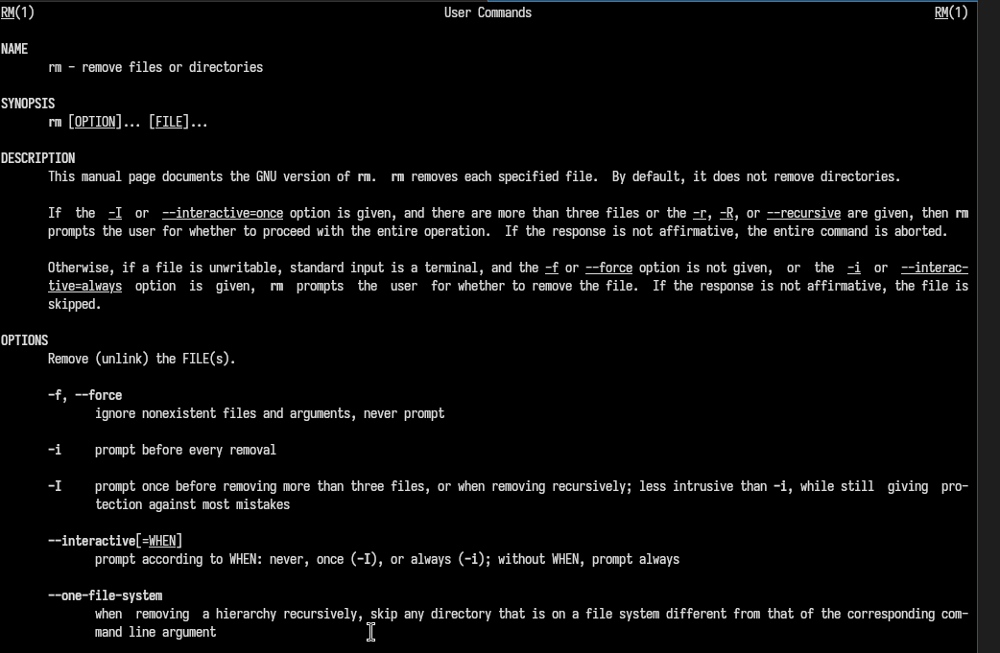 RM(1) User Commands RM(1)
NAME
rm - remove files or directories
SYNOPSIS
rm [OPTION]... [FILE]...
DESCRIPTION
This manual page documents the GNU version of rm. rm removes each specified file. By default, it does not remove directories.
If the -I or --interactive=once option is given, and there are more than three files or the -r, -R, or --recursive are given, then rm
prompts the user for whether to proceed with the entire operation. If the response is not affirmative, the entire command is aborted.
Otherwise, if a file is unwritable, standard input is a terminal, and the -f or --force option is not given, or the -i or --interac-
tive=always option is given, rm prompts the user for whether to remove the file. If the response is not affirmative, the file is
skipped.
OPTIONS
Remove (unlink) the FILE(s).
-f, --force
ignore nonexistent files and arguments, never prompt
-i prompt before every removal
-I prompt once before removing more than three files, or when removing recursively; less intrusive than -i, while still giving pro-
tection against most mistakes
--interactive[=WHEN]
prompt according to WHEN: never, once (-I), or always (-i); without WHEN, prompt always
--one-file-system
when removing a hierarchy recursively, skip any directory that is on a file system different from that of the corresponding com-
mand line argument